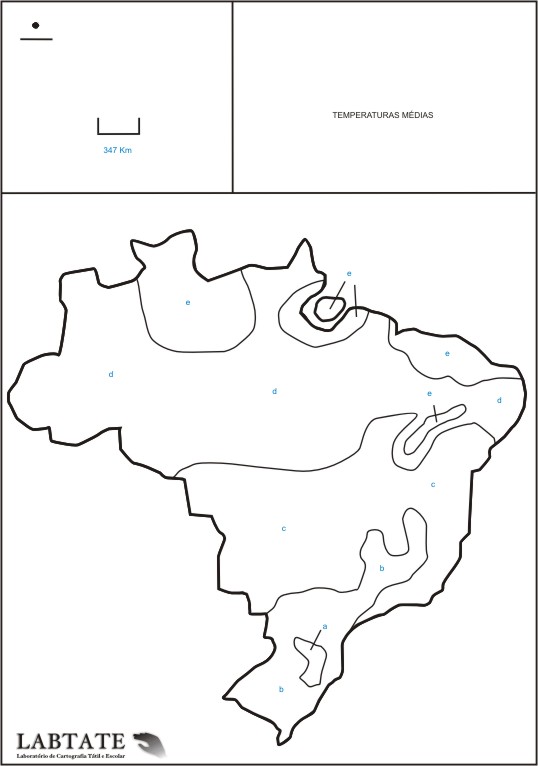 347 Km
TEMPERATURAS MÉDIAS
e
e
e
d
d
e
d
c
c
b
a
b
LABTATE
Laboratório de Cartografia Tátil e Escolar